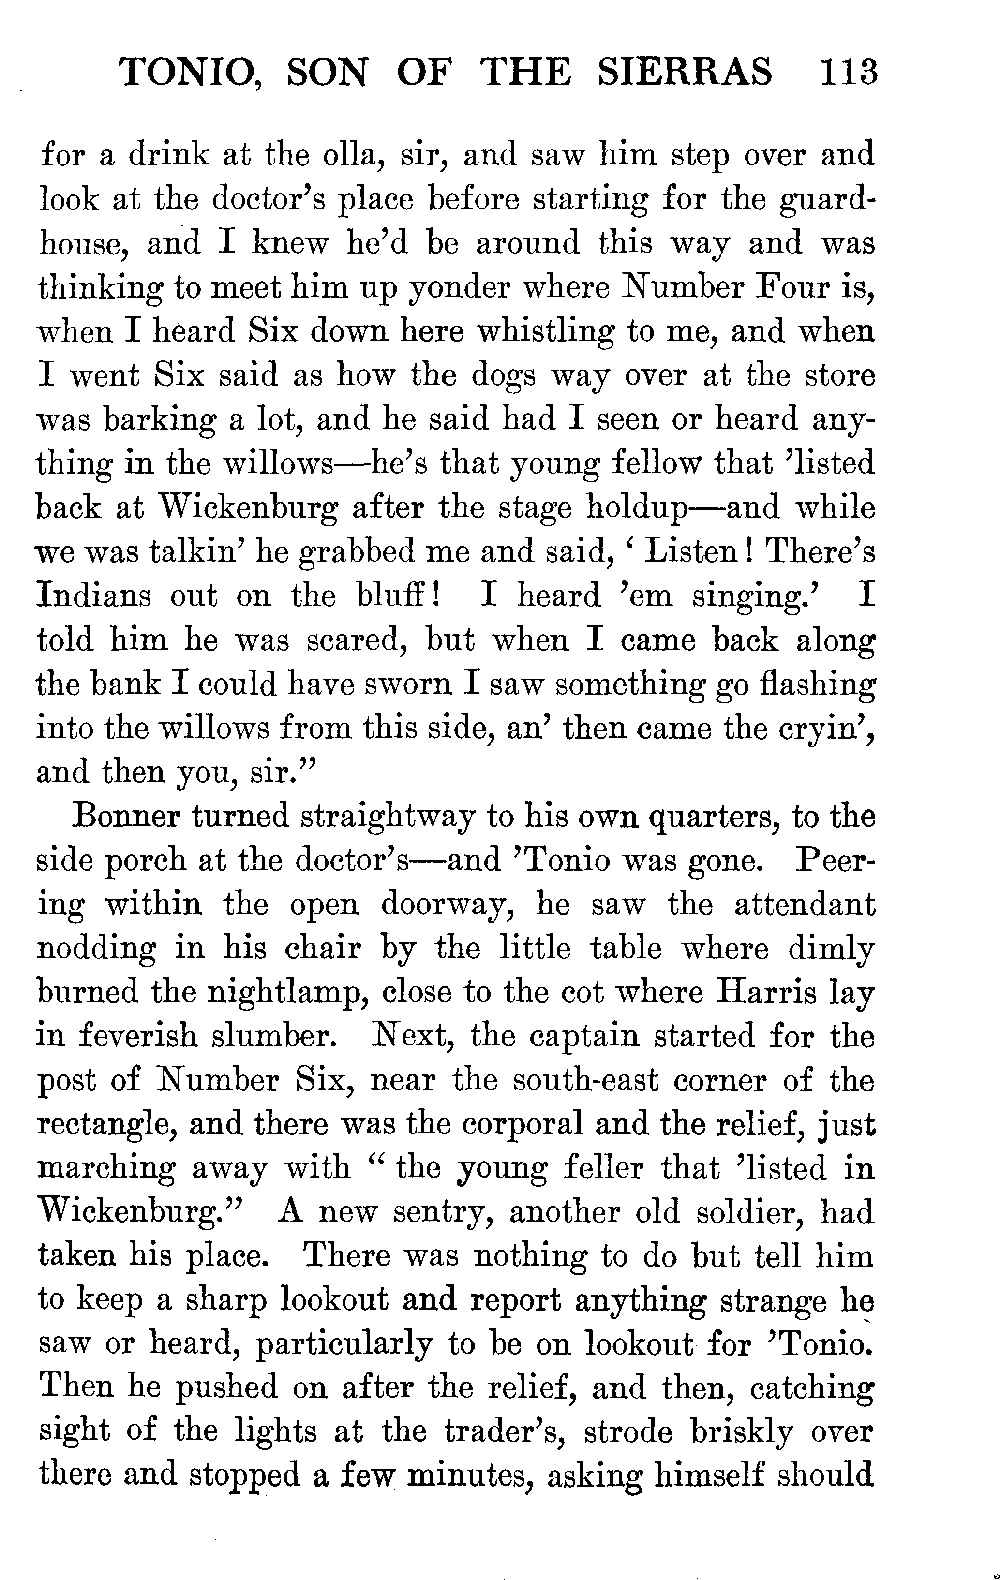 TONIO, SON OF THE SIERRAS 113
for a drink at the olla, sir, and saw him step over and
look at the doctor's place before starting for the guard-
house, and I knew he'd be around this way and was
thinking to meet him up yonder where Number Four is,
when I heard Six down here whistling to me, and when
I went Six said as how the dogs way over at the store
was barking a lot, and he said had I seen or heard any-
thing in the willows—he's that young fellow that 'listed
back at Wickenburg after the stage holdup—and while
we was talkin' he grabbed me and said, ‘ Listen! There's
Indians out on the bluff! I heard 'em singing.' I
told him he was scared, but when I came back along
the bank I could have sworn I saw something go flashing
into the willows from this side, an' then came the cryin',
and then you, sir.”
Bonner turned straightway to his own quarters, to the
side porch at the doctor's—and 'Tonio was gone. Peer-
ing within the open doorway, he saw the attendant
nodding in his chair by the little table where dimly
burned the nightlamp, close to the cot where Harris lay
in feverish slumber. Next, the captain started for the
post of Number Six, near the south-east corner of the
rectangle, and there was the corporal and the relief, just
marching away with “ the young feller that 'listed in
Wickenburg.” A new sentry, another old soldier, had
taken his place. There was nothing to do but tell him
to keep a sharp lookout and report anything strange he
saw or heard, particularly to be on lookout for 'Tonio.
Then he pushed on after the relief, and then, catching
sight of the lights at the trader's, strode briskly over
there and stopped a few minutes, asking himself should